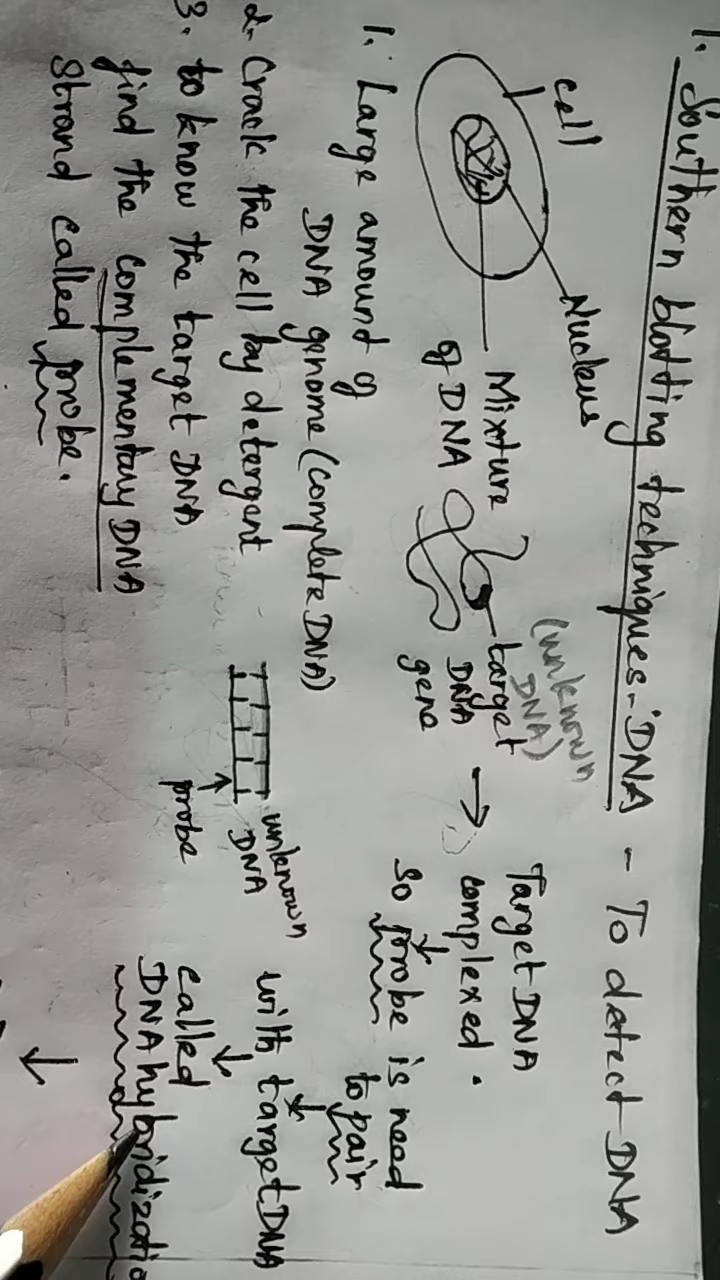 1. Southern blotting techniques - DNA - To detect DNA
cell
Nucleus
Mixture
of DNA
(unknown
DNA)
target
DNA
gene
→
Target DNA
complexed.
↓
So probe is need
to pair
↓
with target DNA
↓
called
DNA hybridizatio
↓
1. Large amount of
DNA genome (complete DNA)
2. Crack the cell by detergent
3. to know the target DNA
find the complementary DNA
strand called probe.
unknown
DNA
↑
probe